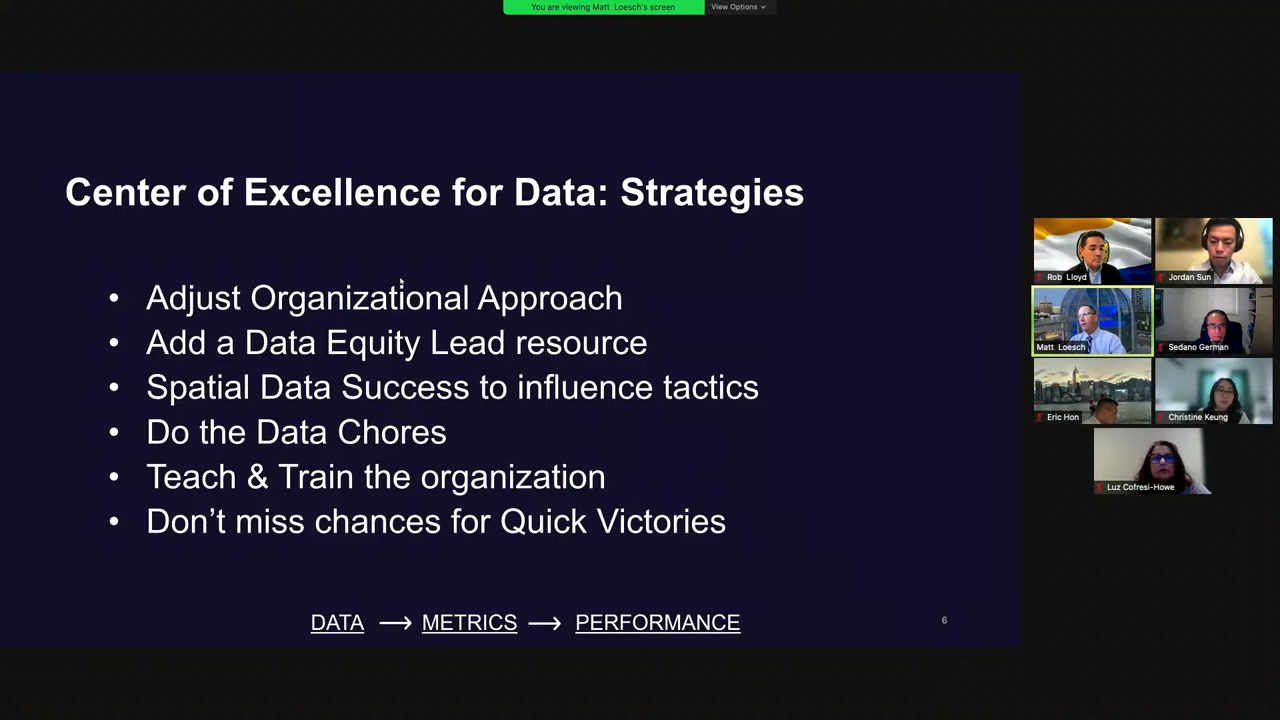 You are viewing Matt Loesch's screen
View Options
Center of Excellence for Data: Strategies
• Adjust Organizational Approach
• Add a Data Equity Lead resource
• Spatial Data Success to influence tactics
• Do the Data Chores
• Teach & Train the organization
• Don’t miss chances for Quick Victories
DATA → METRICS → PERFORMANCE
6
Rob Lloyd
Jordan Sun
Matt Loesch
Sedano German
Eric Hon
Christine Keung
Luz Cofresi-Howe